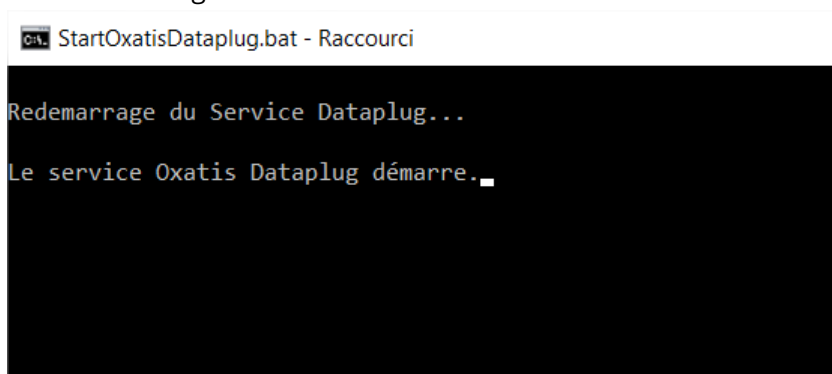 StartOxatisDataplug.bat - Raccourci
Redemarrage du Service Dataplug...
Le service Oxatis Dataplug démarre.